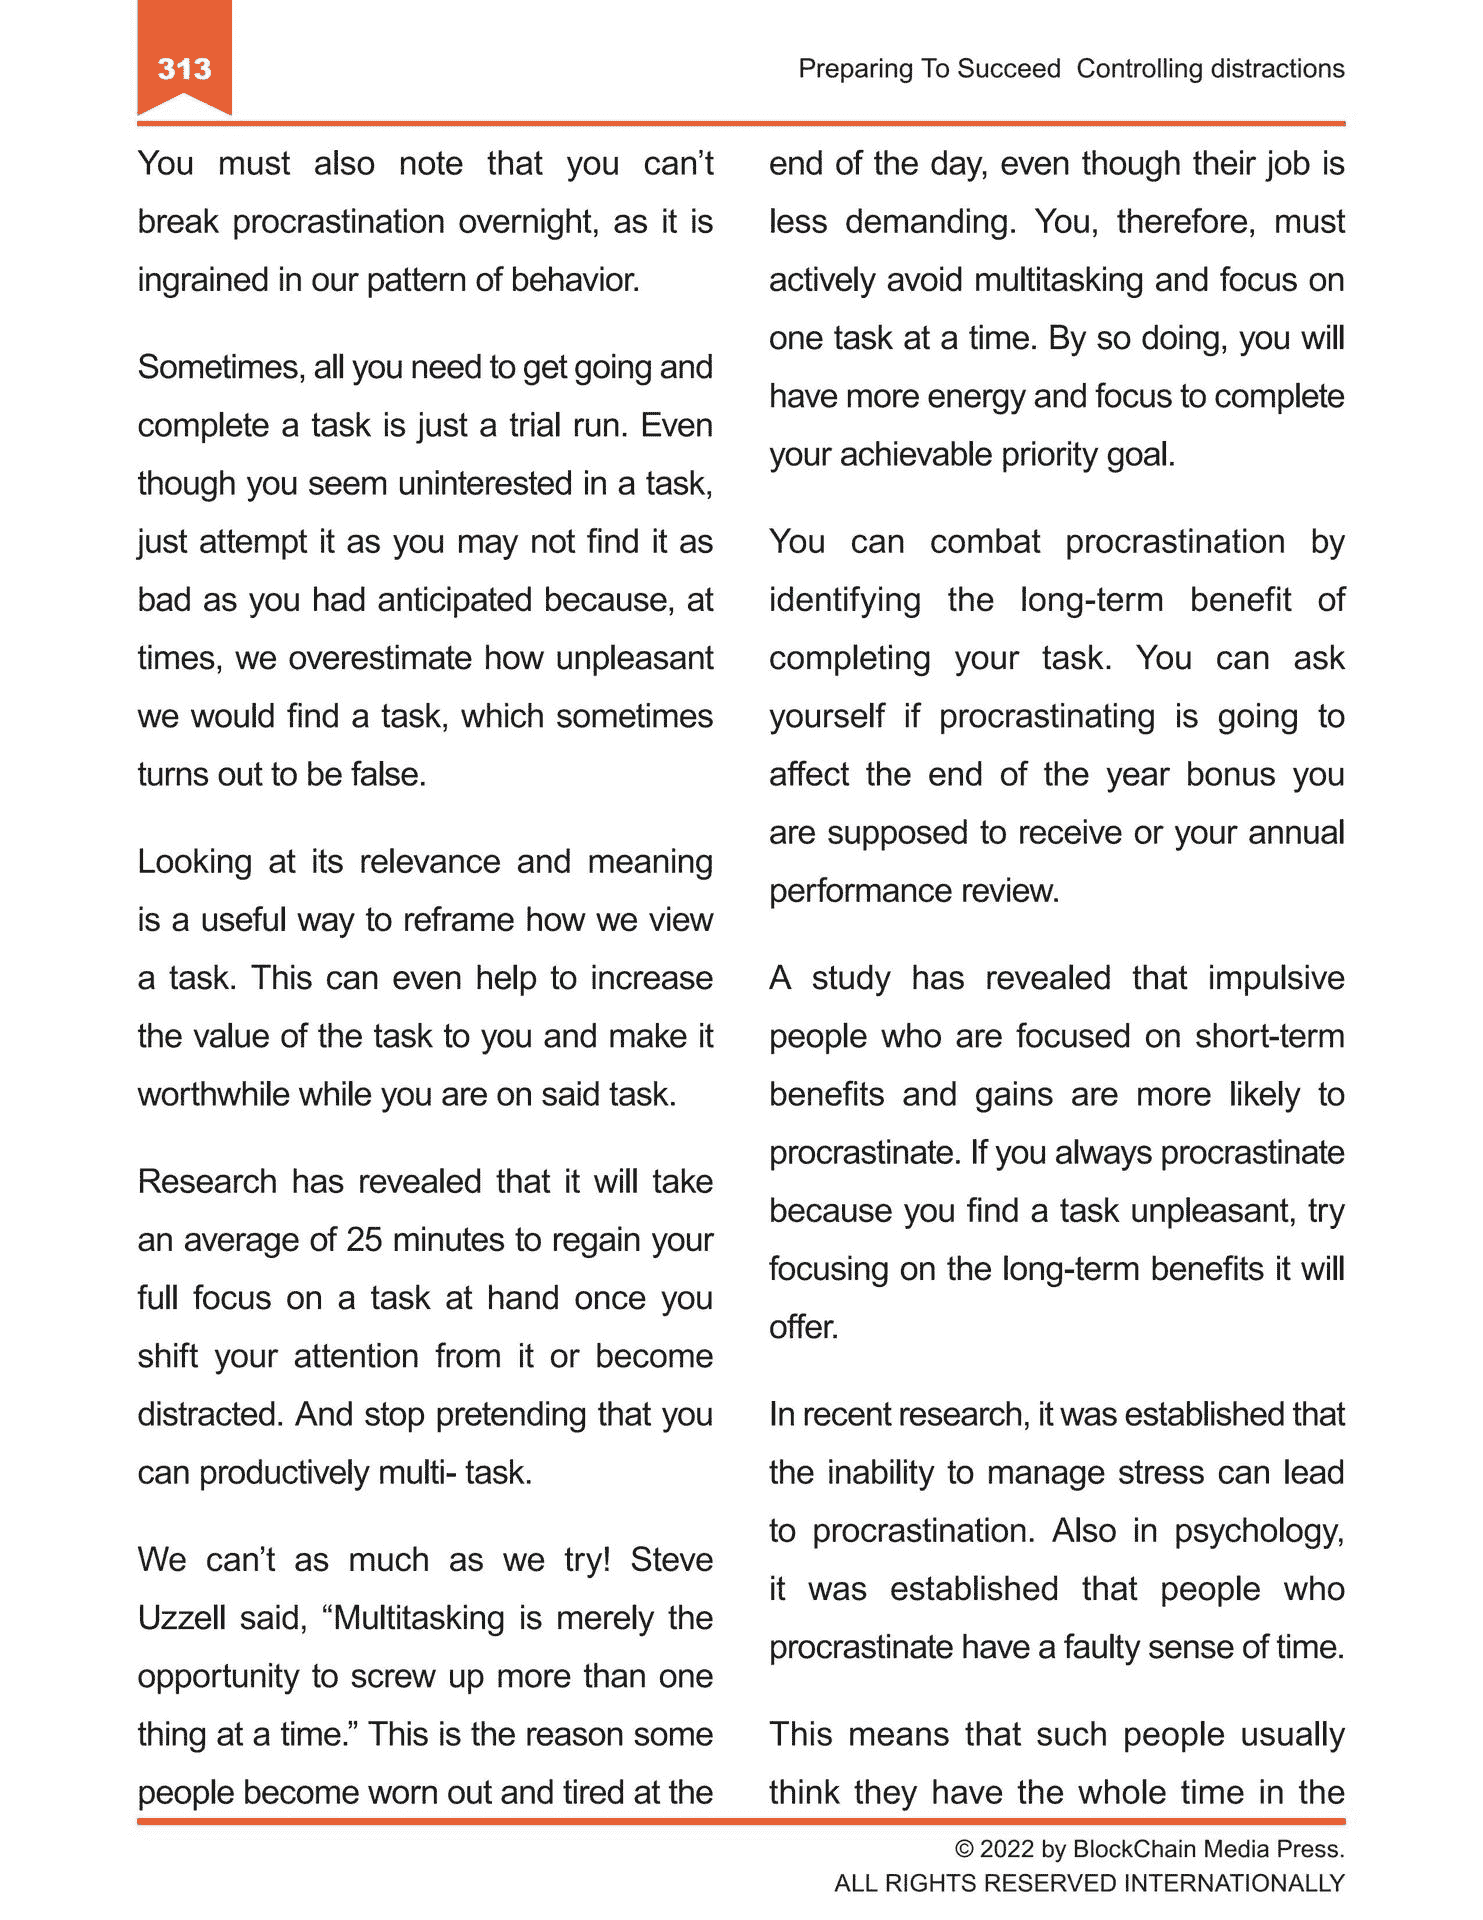 313
Preparing To Succeed  Controlling distractions
You must also note that you can’t
break procrastination overnight, as it is
ingrained in our pattern of behavior.
Sometimes, all you need to get going and
complete a task is just a trial run. Even
though you seem uninterested in a task,
just attempt it as you may not find it as
bad as you had anticipated because, at
times, we overestimate how unpleasant
we would find a task, which sometimes
turns out to be false.
Looking at its relevance and meaning
is a useful way to reframe how we view
a task. This can even help to increase
the value of the task to you and make it
worthwhile while you are on said task.
Research has revealed that it will take
an average of 25 minutes to regain your
full focus on a task at hand once you
shift your attention from it or become
distracted. And stop pretending that you
can productively multi- task.
We can’t as much as we try! Steve
Uzzell said, “Multitasking is merely the
opportunity to screw up more than one
thing at a time.” This is the reason some
people become worn out and tired at the
end of the day, even though their job is
less demanding. You, therefore, must
actively avoid multitasking and focus on
one task at a time. By so doing, you will
have more energy and focus to complete
your achievable priority goal.
You can combat procrastination by
identifying the long-term benefit of
completing your task. You can ask
yourself if procrastinating is going to
affect the end of the year bonus you
are supposed to receive or your annual
performance review.
A study has revealed that impulsive
people who are focused on short-term
benefits and gains are more likely to
procrastinate. If you always procrastinate
because you find a task unpleasant, try
focusing on the long-term benefits it will
offer.
In recent research, it was established that
the inability to manage stress can lead
to procrastination. Also in psychology,
it was established that people who
procrastinate have a faulty sense of time.
This means that such people usually
think they have the whole time in the
© 2022 by BlockChain Media Press.
ALL RIGHTS RESERVED INTERNATIONALLY